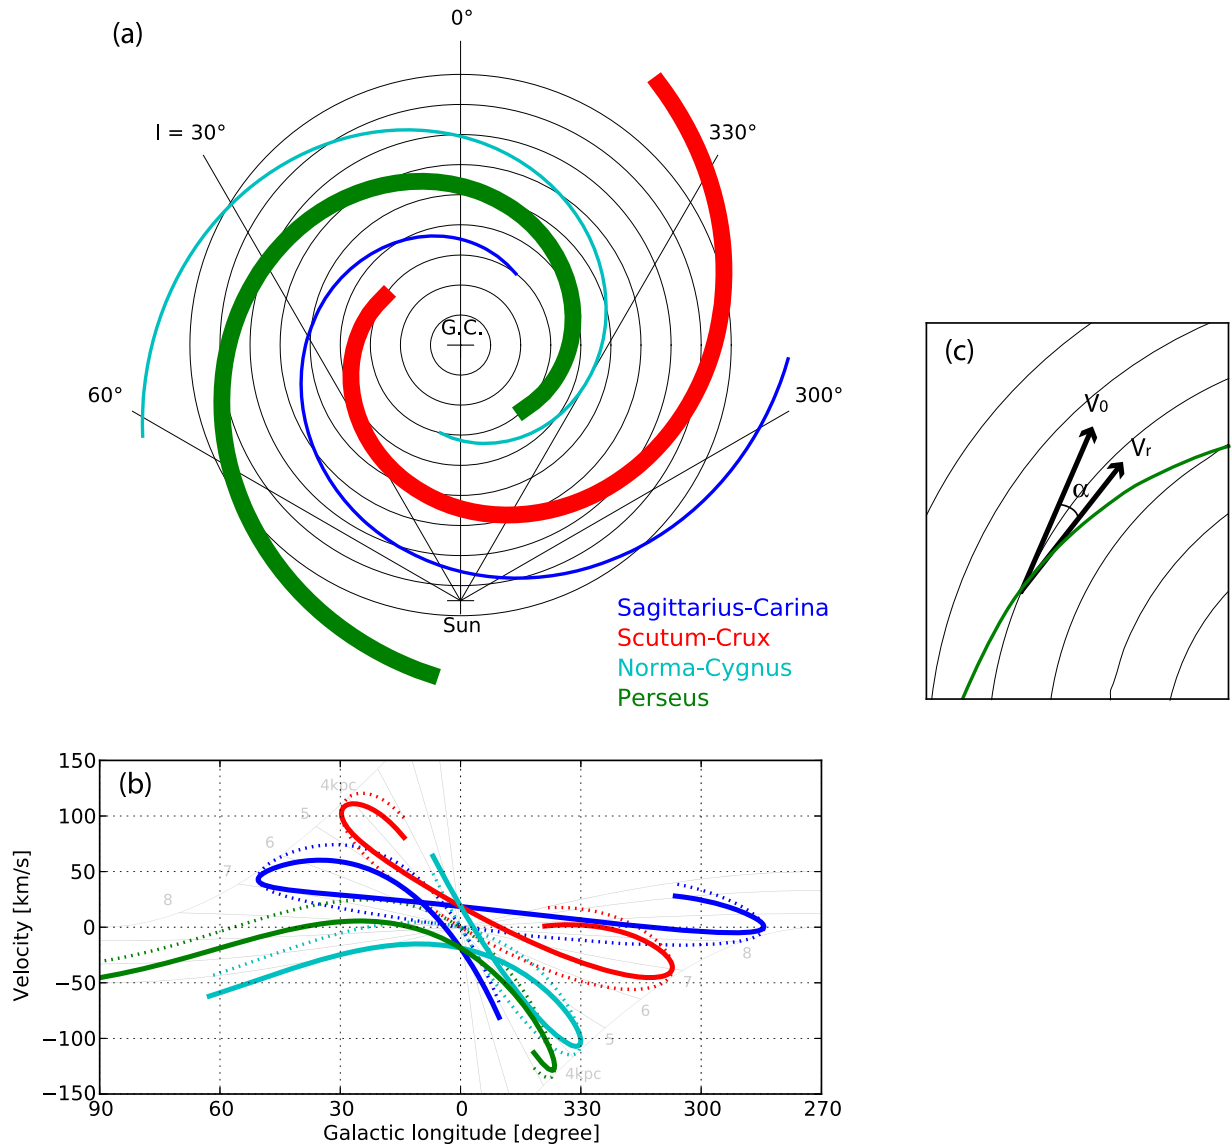 (a)
0°
l = 30°
330°
G.C.
60°
300°
Sun
Sagittarius-Carina
Scutum-Crux
Norma-Cygnus
Perseus
(c)
V0
Vr
α
(b)
150
100
50
0
−50
−100
−150
Velocity [km/s]
4kpc
5
6
7
8
8
7
6
5
4kpc
90
60
30
0
330
300
270
Galactic longitude [degree]